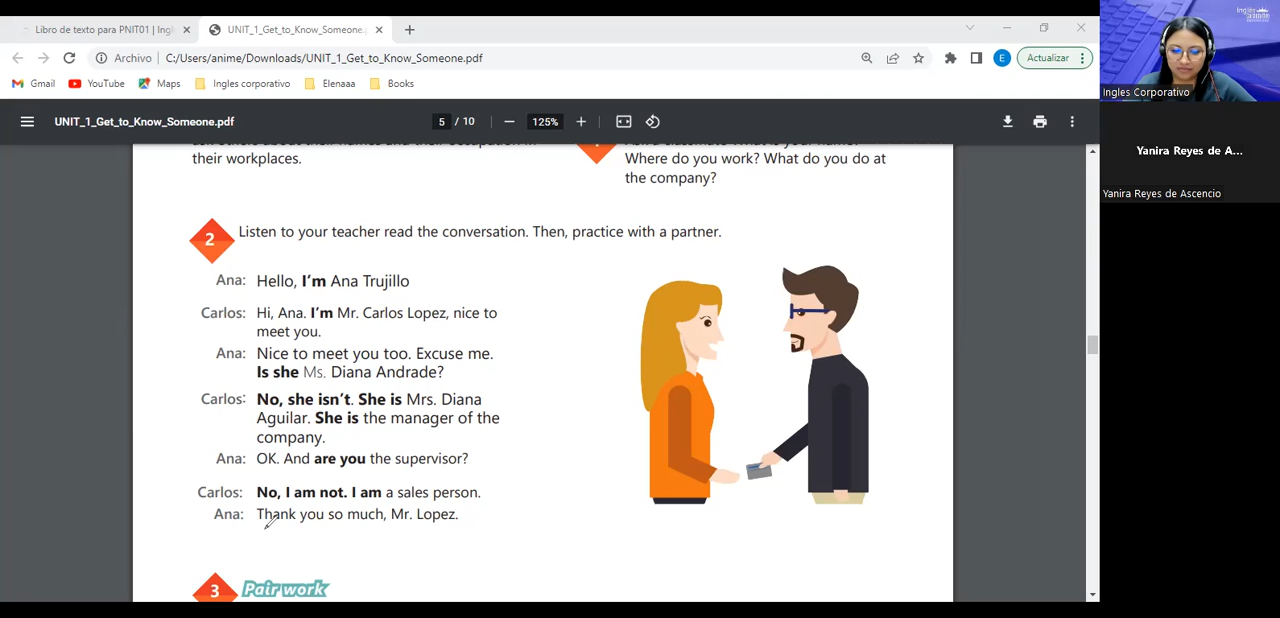 Libro de texto para PNIT01 | Ingl
UNIT_1_Get_to_Know_Someone.
Archivo C:/Users/anime/Downloads/UNIT_1_Get_to_Know_Someone.pdf
E
Actualizar
Gmail YouTube Maps Ingles corporativo Elenaaa Books
UNIT_1_Get_to_Know_Someone.pdf
5 / 10
125%
their workplaces.
Where do you work? What do you do at
the company?
2 Listen to your teacher read the conversation. Then, practice with a partner.
Ana: Hello, I'm Ana Trujillo
Carlos: Hi, Ana. I'm Mr. Carlos Lopez, nice to
meet you.
Ana: Nice to meet you too. Excuse me.
Is she Ms. Diana Andrade?
Carlos: No, she isn't. She is Mrs. Diana
Aguilar. She is the manager of the
company.
Ana: OK. And are you the supervisor?
Carlos: No, I am not. I am a sales person.
Ana: Thank you so much, Mr. Lopez.
3 Pair work
Ingles Corporativo
Yanira Reyes de A...
Yanira Reyes de Ascencio